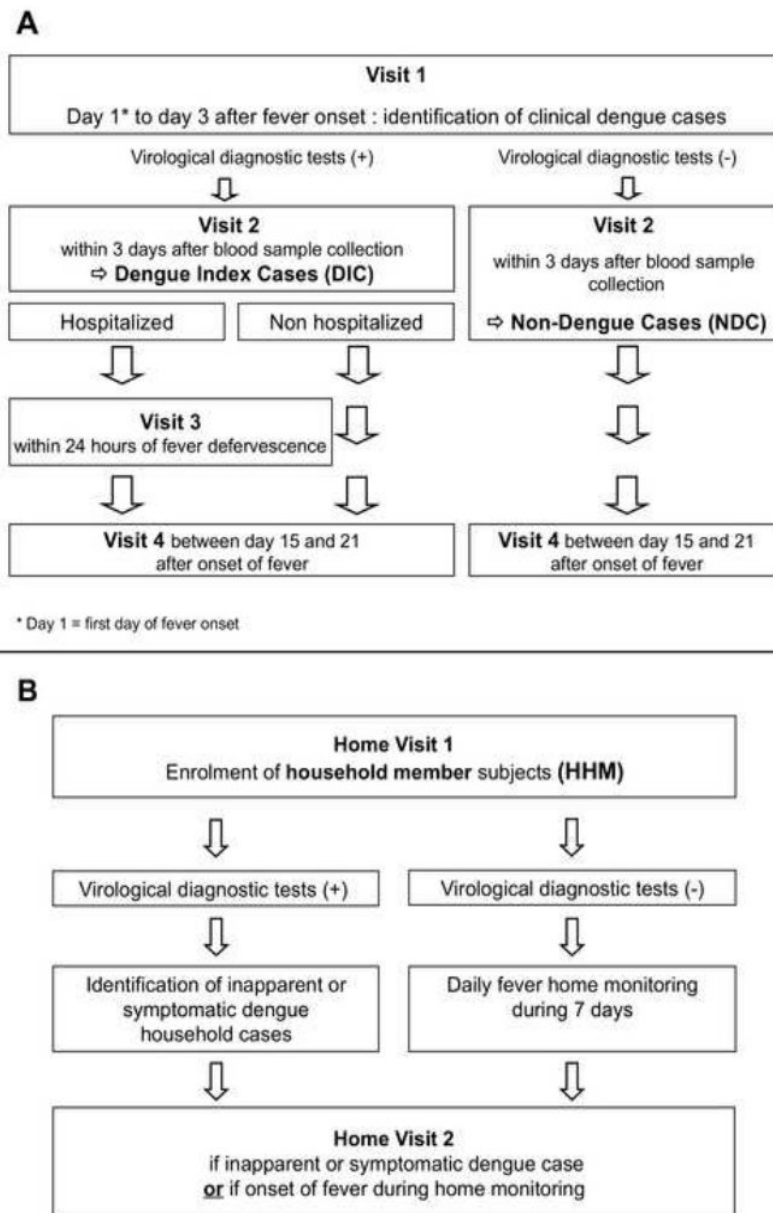 A
Visit 1
Day 1* to day 3 after fever onset : identification of clinical dengue cases
Virological diagnostic tests (+)
Virological diagnostic tests (-)
Visit 2
within 3 days after blood sample collection
⇨ Dengue Index Cases (DIC)
Visit 2
within 3 days after blood sample
collection
⇨ Non-Dengue Cases (NDC)
Hospitalized
Non hospitalized
Visit 3
within 24 hours of fever defervescence
Visit 4 between day 15 and 21
after onset of fever
Visit 4 between day 15 and 21
after onset of fever
* Day 1 = first day of fever onset
B
Home Visit 1
Enrolment of household member subjects (HHM)
Virological diagnostic tests (+)
Virological diagnostic tests (-)
Identification of inapparent or
symptomatic dengue
household cases
Daily fever home monitoring
during 7 days
Home Visit 2
if inapparent or symptomatic dengue case
or if onset of fever during home monitoring